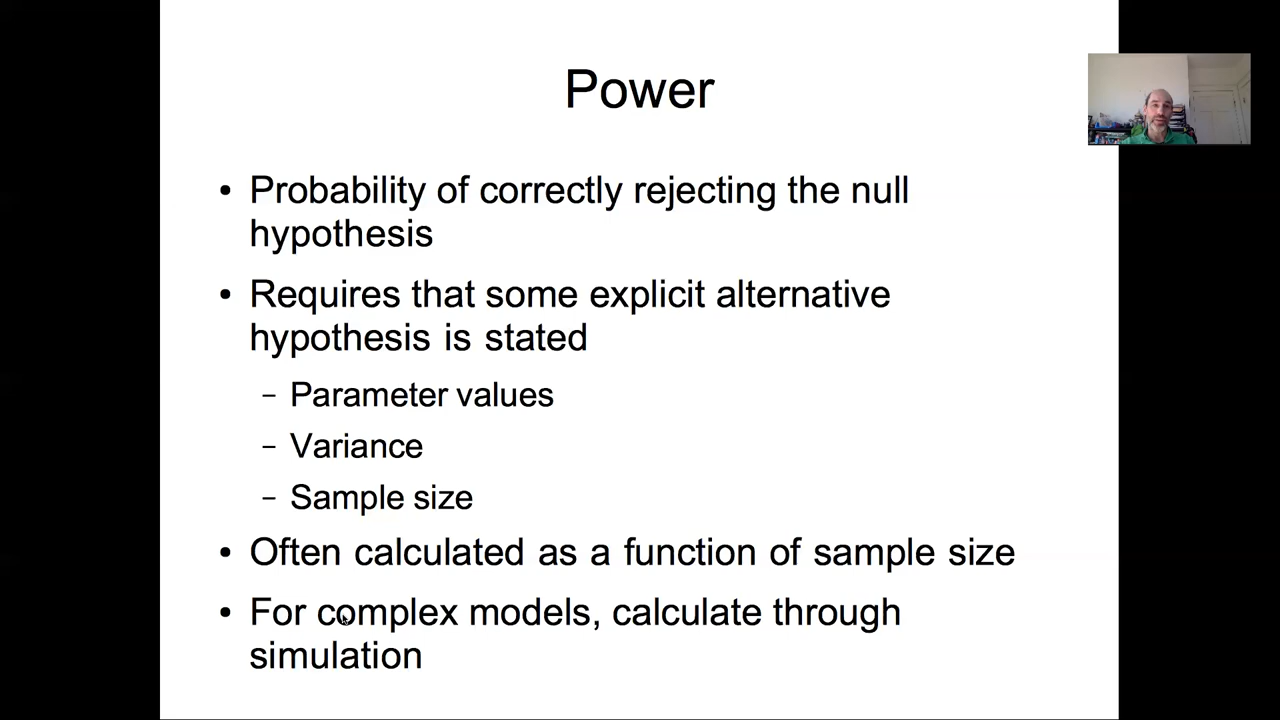 Power
• Probability of correctly rejecting the null
hypothesis
• Requires that some explicit alternative
hypothesis is stated
– Parameter values
– Variance
– Sample size
• Often calculated as a function of sample size
• For complex models, calculate through
simulation